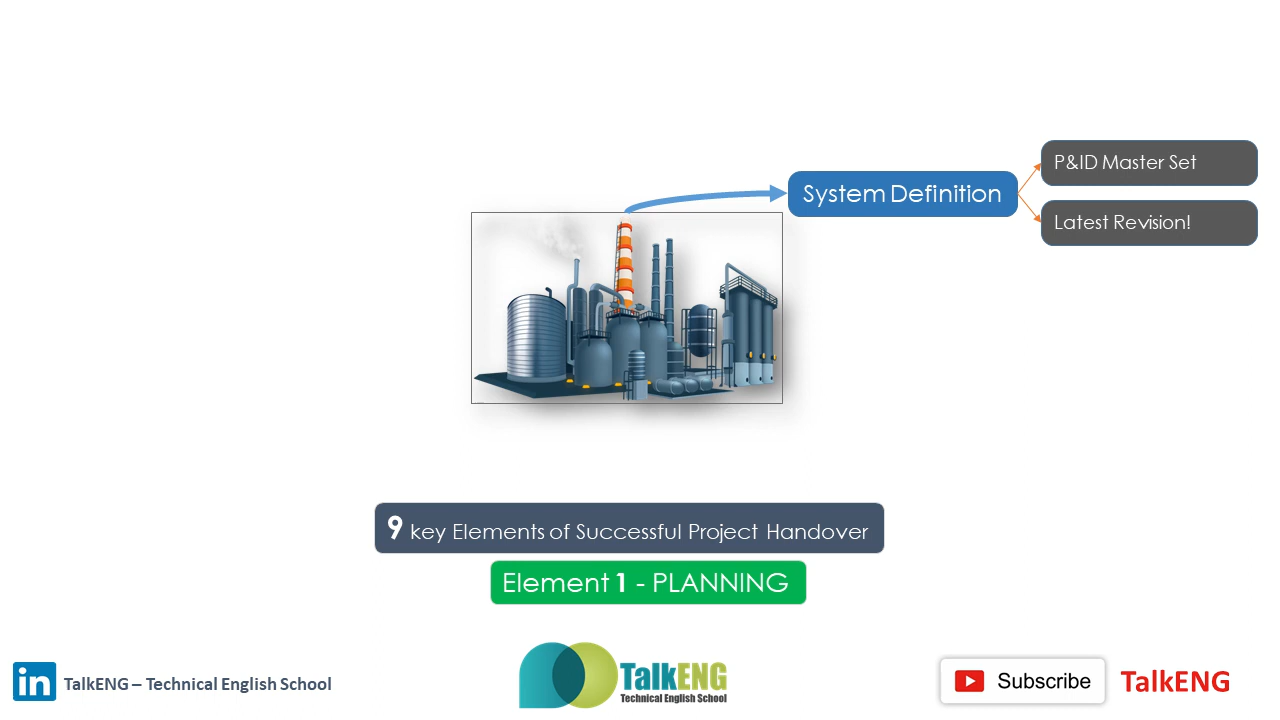 P&ID Master Set
System Definition
Latest Revision!
9 key Elements of Successful Project Handover
Element 1 - PLANNING
in TalkENG – Technical English School
TalkENG
Technical English School
Subscribe
TalkENG